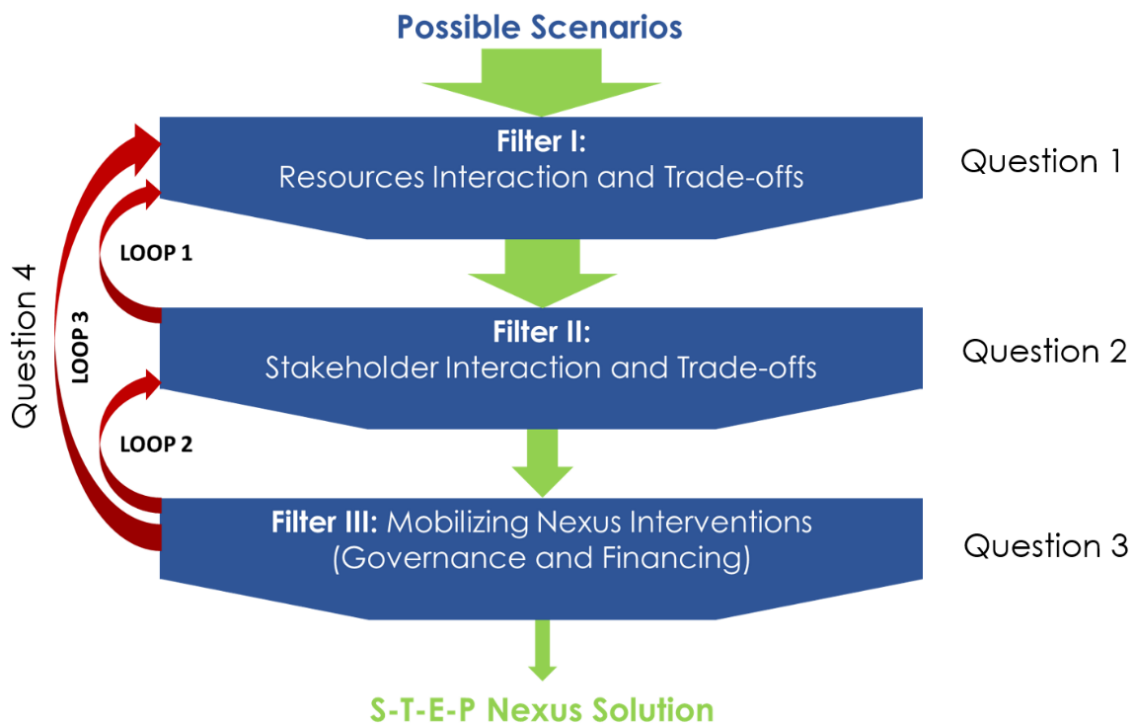 Possible Scenarios
Filter I:
Resources Interaction and Trade-offs
Question 1
LOOP 1
Question 4
LOOP 3
Filter II:
Stakeholder Interaction and Trade-offs
Question 2
LOOP 2
Filter III: Mobilizing Nexus Interventions
(Governance and Financing)
Question 3
S-T-E-P Nexus Solution